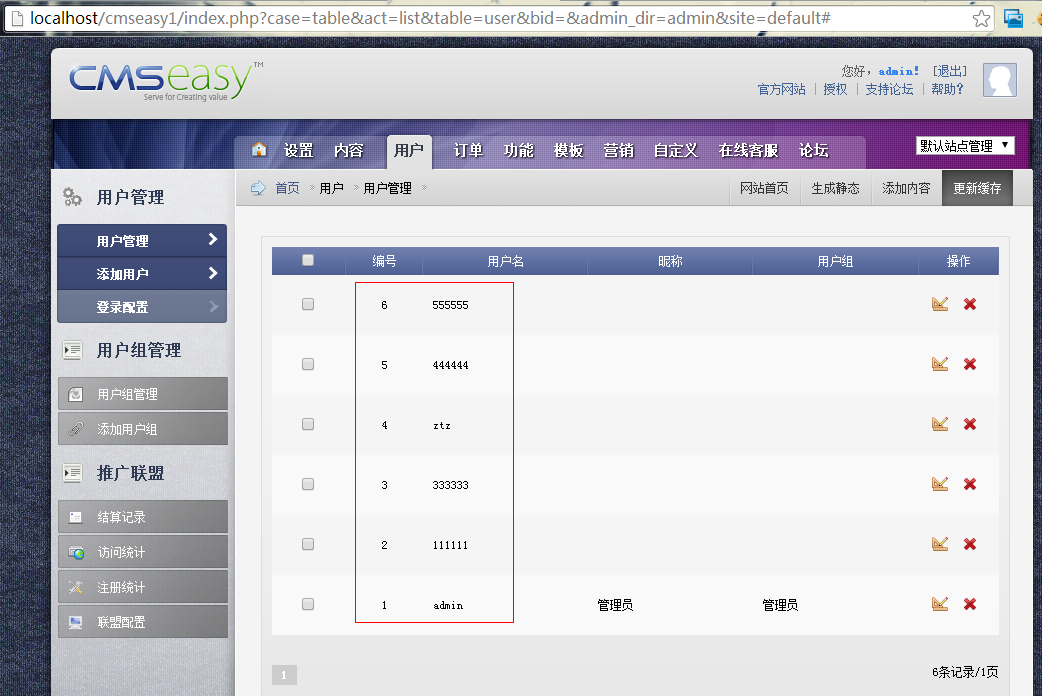 localhost/cmseasy1/index.php?case=table&act=list&table=user&bid=&admin_dir=admin&site=default#
CMSeasy™
Serve for Creating value
您好，admin! [退出]
官方网站 | 授权 | 支持论坛 | 帮助?
设置 内容 用户 订单 功能 模板 营销 自定义 在线客服 论坛
默认站点管理
首页 > 用户 > 用户管理 >
网站首页 生成静态 添加内容 更新缓存
用户管理
用户管理
添加用户
登录配置
用户组管理
用户组管理
添加用户组
推广联盟
结算记录
访问统计
注册统计
联盟配置
编号 用户名 昵称 用户组 操作
6 555555
5 444444
4 ztz
3 333333
2 111111
1 admin 管理员 管理员
1
6条记录/1页